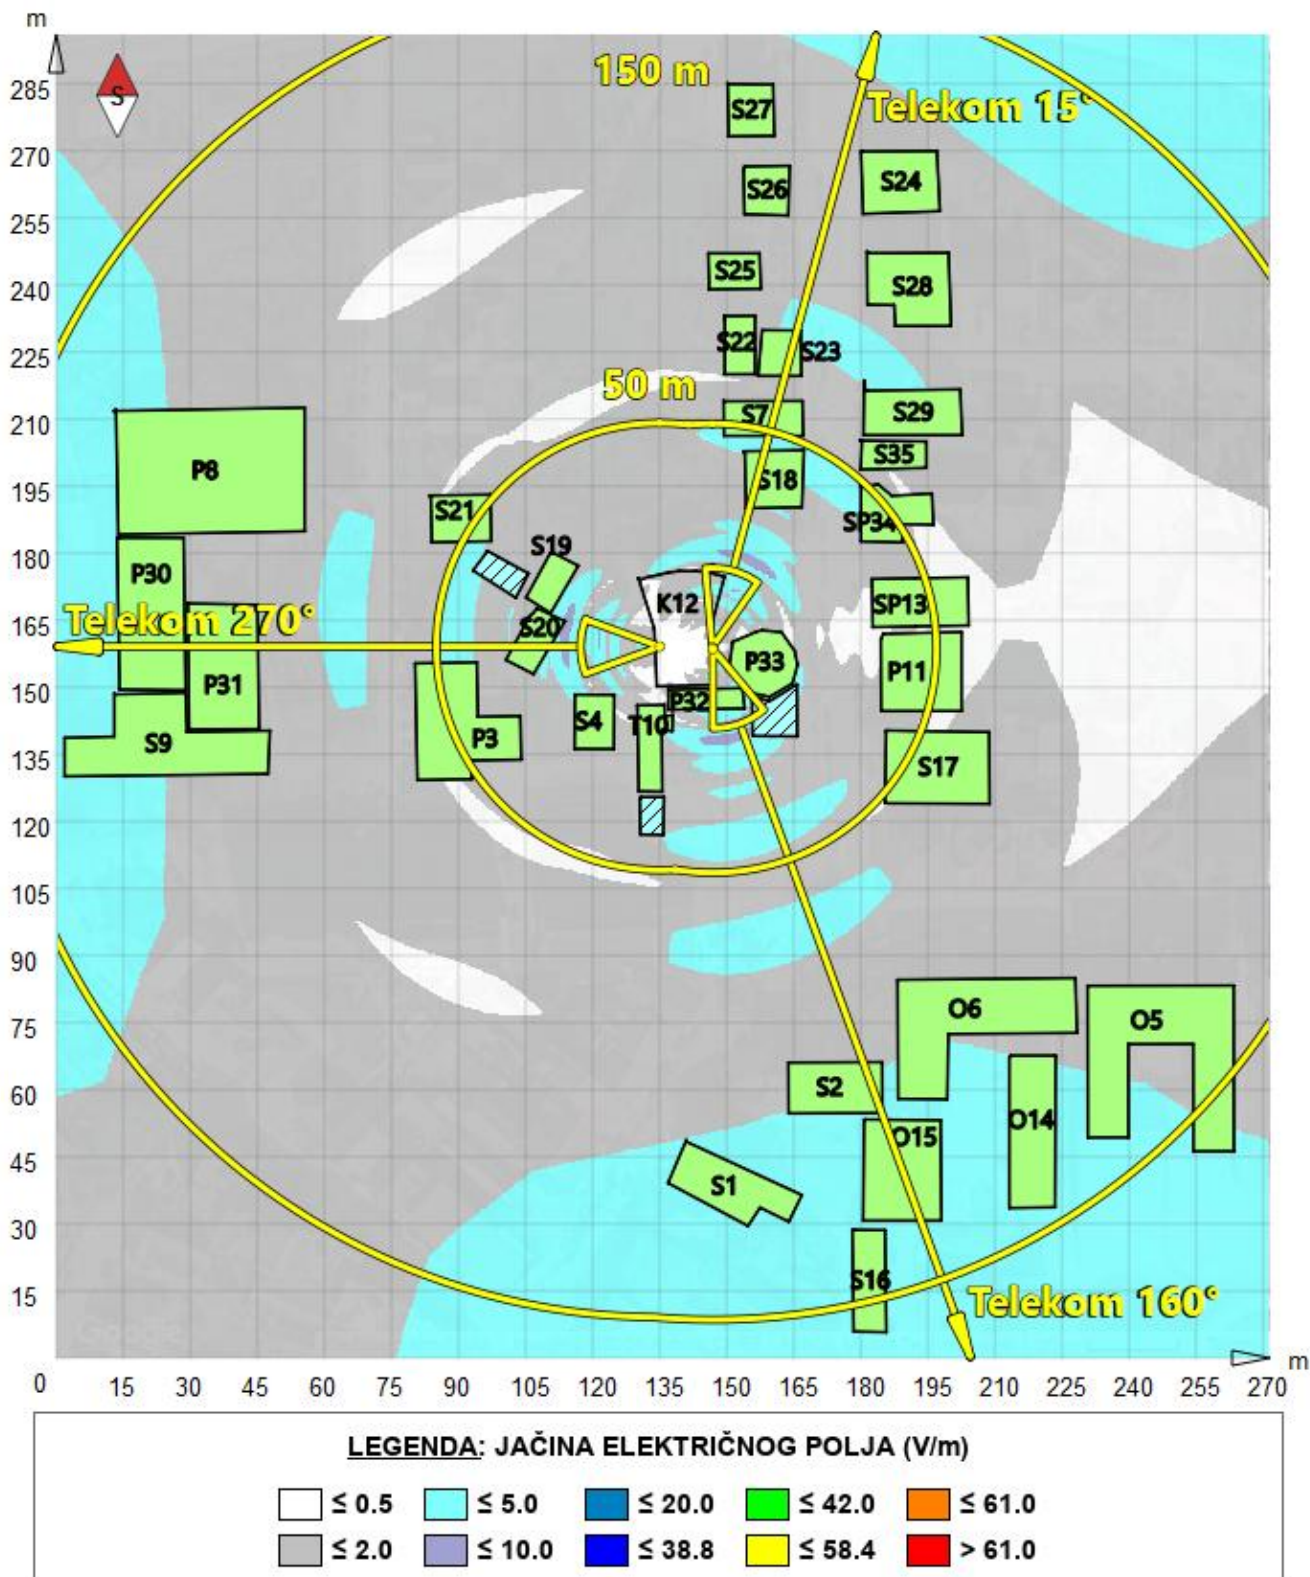 m
285
270
255
240
225
210
195
180
165
150
135
120
105
90
75
60
45
30
15
0
S
150 m
Telekom 15°
S27
S26
S24
S25
S28
S22
S23
50 m
S7
S29
S35
S18
SP34
P8
S21
S19
P30
K12
SP13
Telekom 270°
S20
P33
P11
P31
P32
S4
T10
S9
P3
S17
O6
O5
S2
O14
O15
S1
S16
Telekom 160°
m
15 30 45 60 75 90 105 120 135 150 165 180 195 210 225 240 255 270
LEGENDA: JAČINA ELEKTRIČNOG POLJA (V/m)
≤ 0.5 ≤ 5.0 ≤ 20.0 ≤ 42.0 ≤ 61.0
≤ 2.0 ≤ 10.0 ≤ 38.8 ≤ 58.4 > 61.0